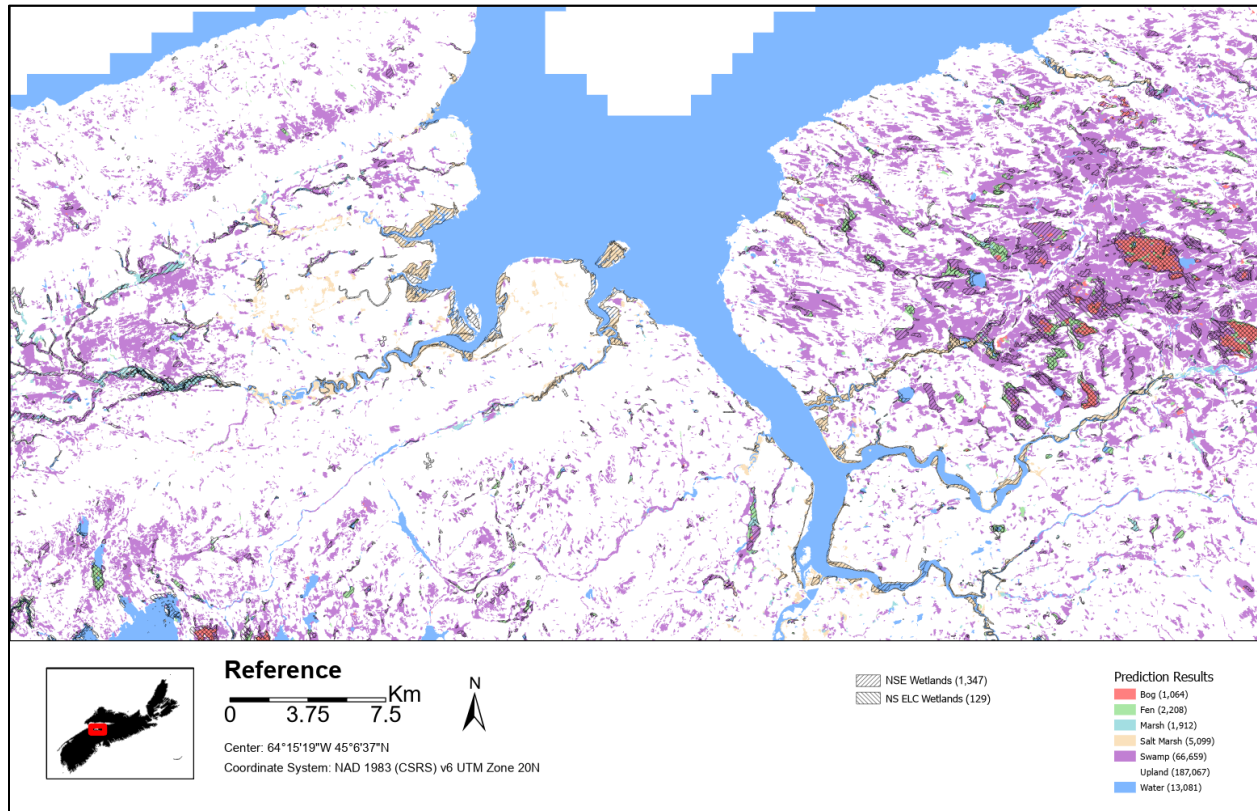 Reference
Km
0 3.75 7.5
N
Center: 64°15'19"W 45°6'37"N
Coordinate System: NAD 1983 (CSRS) v6 UTM Zone 20N
NSE Wetlands (1,347)
NS ELC Wetlands (129)
Prediction Results
Bog (1,064)
Fen (2,208)
Marsh (1,912)
Salt Marsh (5,099)
Swamp (66,659)
Upland (187,067)
Water (13,081)